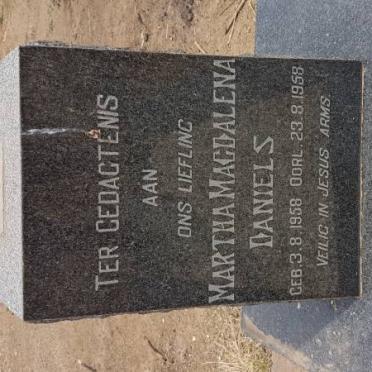 TER GEDACTENIS
AAN
ONS LIEFLING
MARTHA MAGDALENA
DANIELS
GEB. 3.8.1958 OORL. 23.8.1958
VEILIG IN JESUS ARMS.